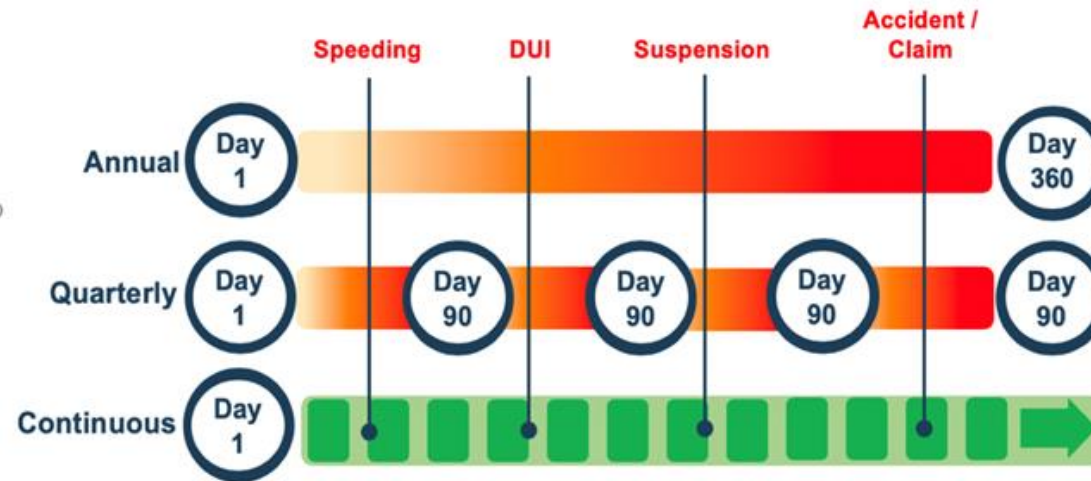 Speeding
DUI
Suspension
Accident /
Claim
Annual
Day
1
Day
360
Quarterly
Day
1
Day
90
Day
90
Day
90
Day
90
Continuous
Day
1